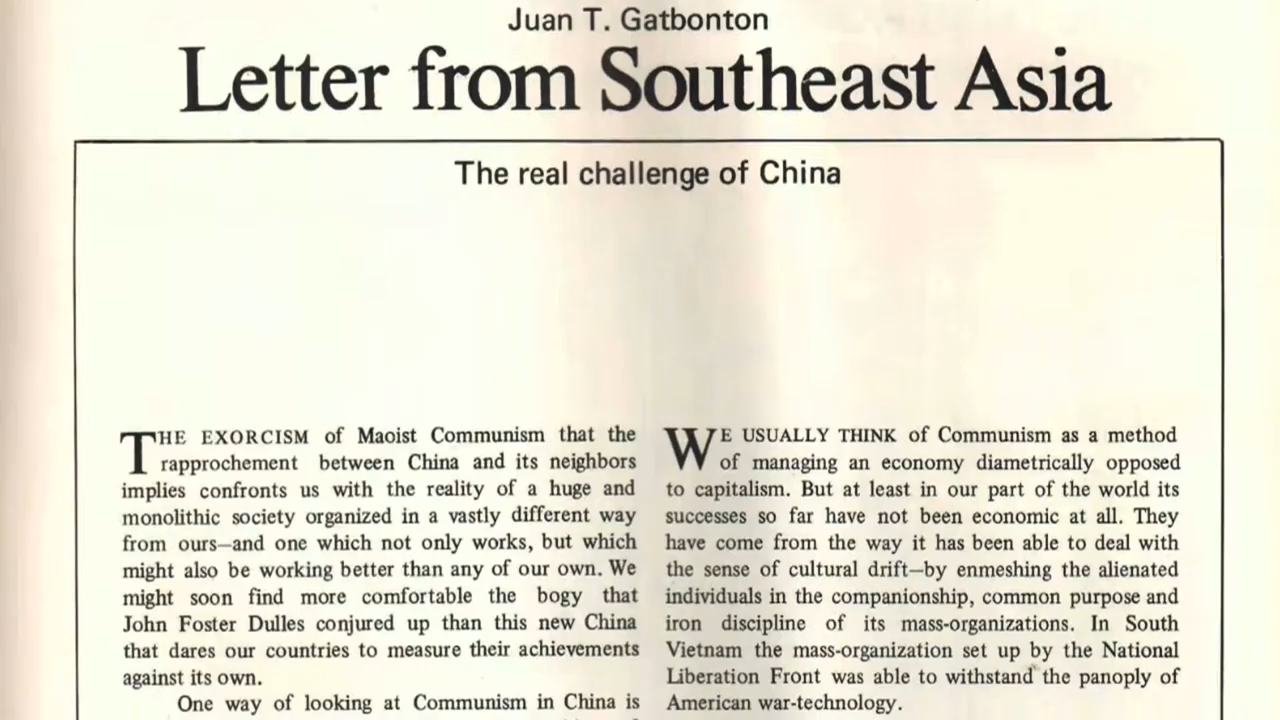 Juan T. Gatbonton
Letter from Southeast Asia
The real challenge of China
THE EXORCISM of Maoist Communism that the
rapprochement between China and its neighbors
implies confronts us with the reality of a huge and
monolithic society organized in a vastly different way
from ours—and one which not only works, but which
might also be working better than any of our own. We
might soon find more comfortable the bogy that
John Foster Dulles conjured up than this new China
that dares our countries to measure their achievements
against its own.
One way of looking at Communism in China is
WE USUALLY THINK of Communism as a method
of managing an economy diametrically opposed
to capitalism. But at least in our part of the world its
successes so far have not been economic at all. They
have come from the way it has been able to deal with
the sense of cultural drift—by enmeshing the alienated
individuals in the companionship, common purpose and
iron discipline of its mass-organizations. In South
Vietnam the mass-organization set up by the National
Liberation Front was able to withstand the panoply of
American war-technology.